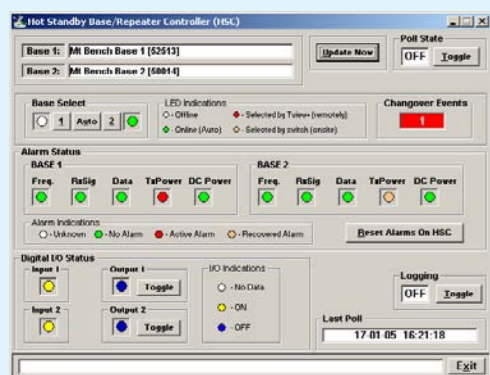 Hot Standby Base/Repeater Controller (HSC)
Base 1: Mt Bench Base 1 [52513]
Base 2: Mt Bench Base 2 [50014]
Update Now
Poll State
OFF Toggle
Base Select
1 Auto 2
LED Indications
- Offline
- Selected by Tview+ (remotely)
- Online (Auto)
- Selected by switch (onsite)
Changover Events
1
Alarm Status
BASE 1
Freq. RxSig Data TxPower DC Power
BASE 2
Freq. RxSig Data TxPower DC Power
Alarm Indications
- Unknown - No Alarm - Active Alarm - Recovered Alarm
Reset Alarms On HSC
Digital I/O Status
Input 1
Output 1
Toggle
Input 2
Output 2
Toggle
I/O Indications
- No Data
- ON
- OFF
Logging
OFF Toggle
Last Poll
17-01-05 16:21:18
Exit